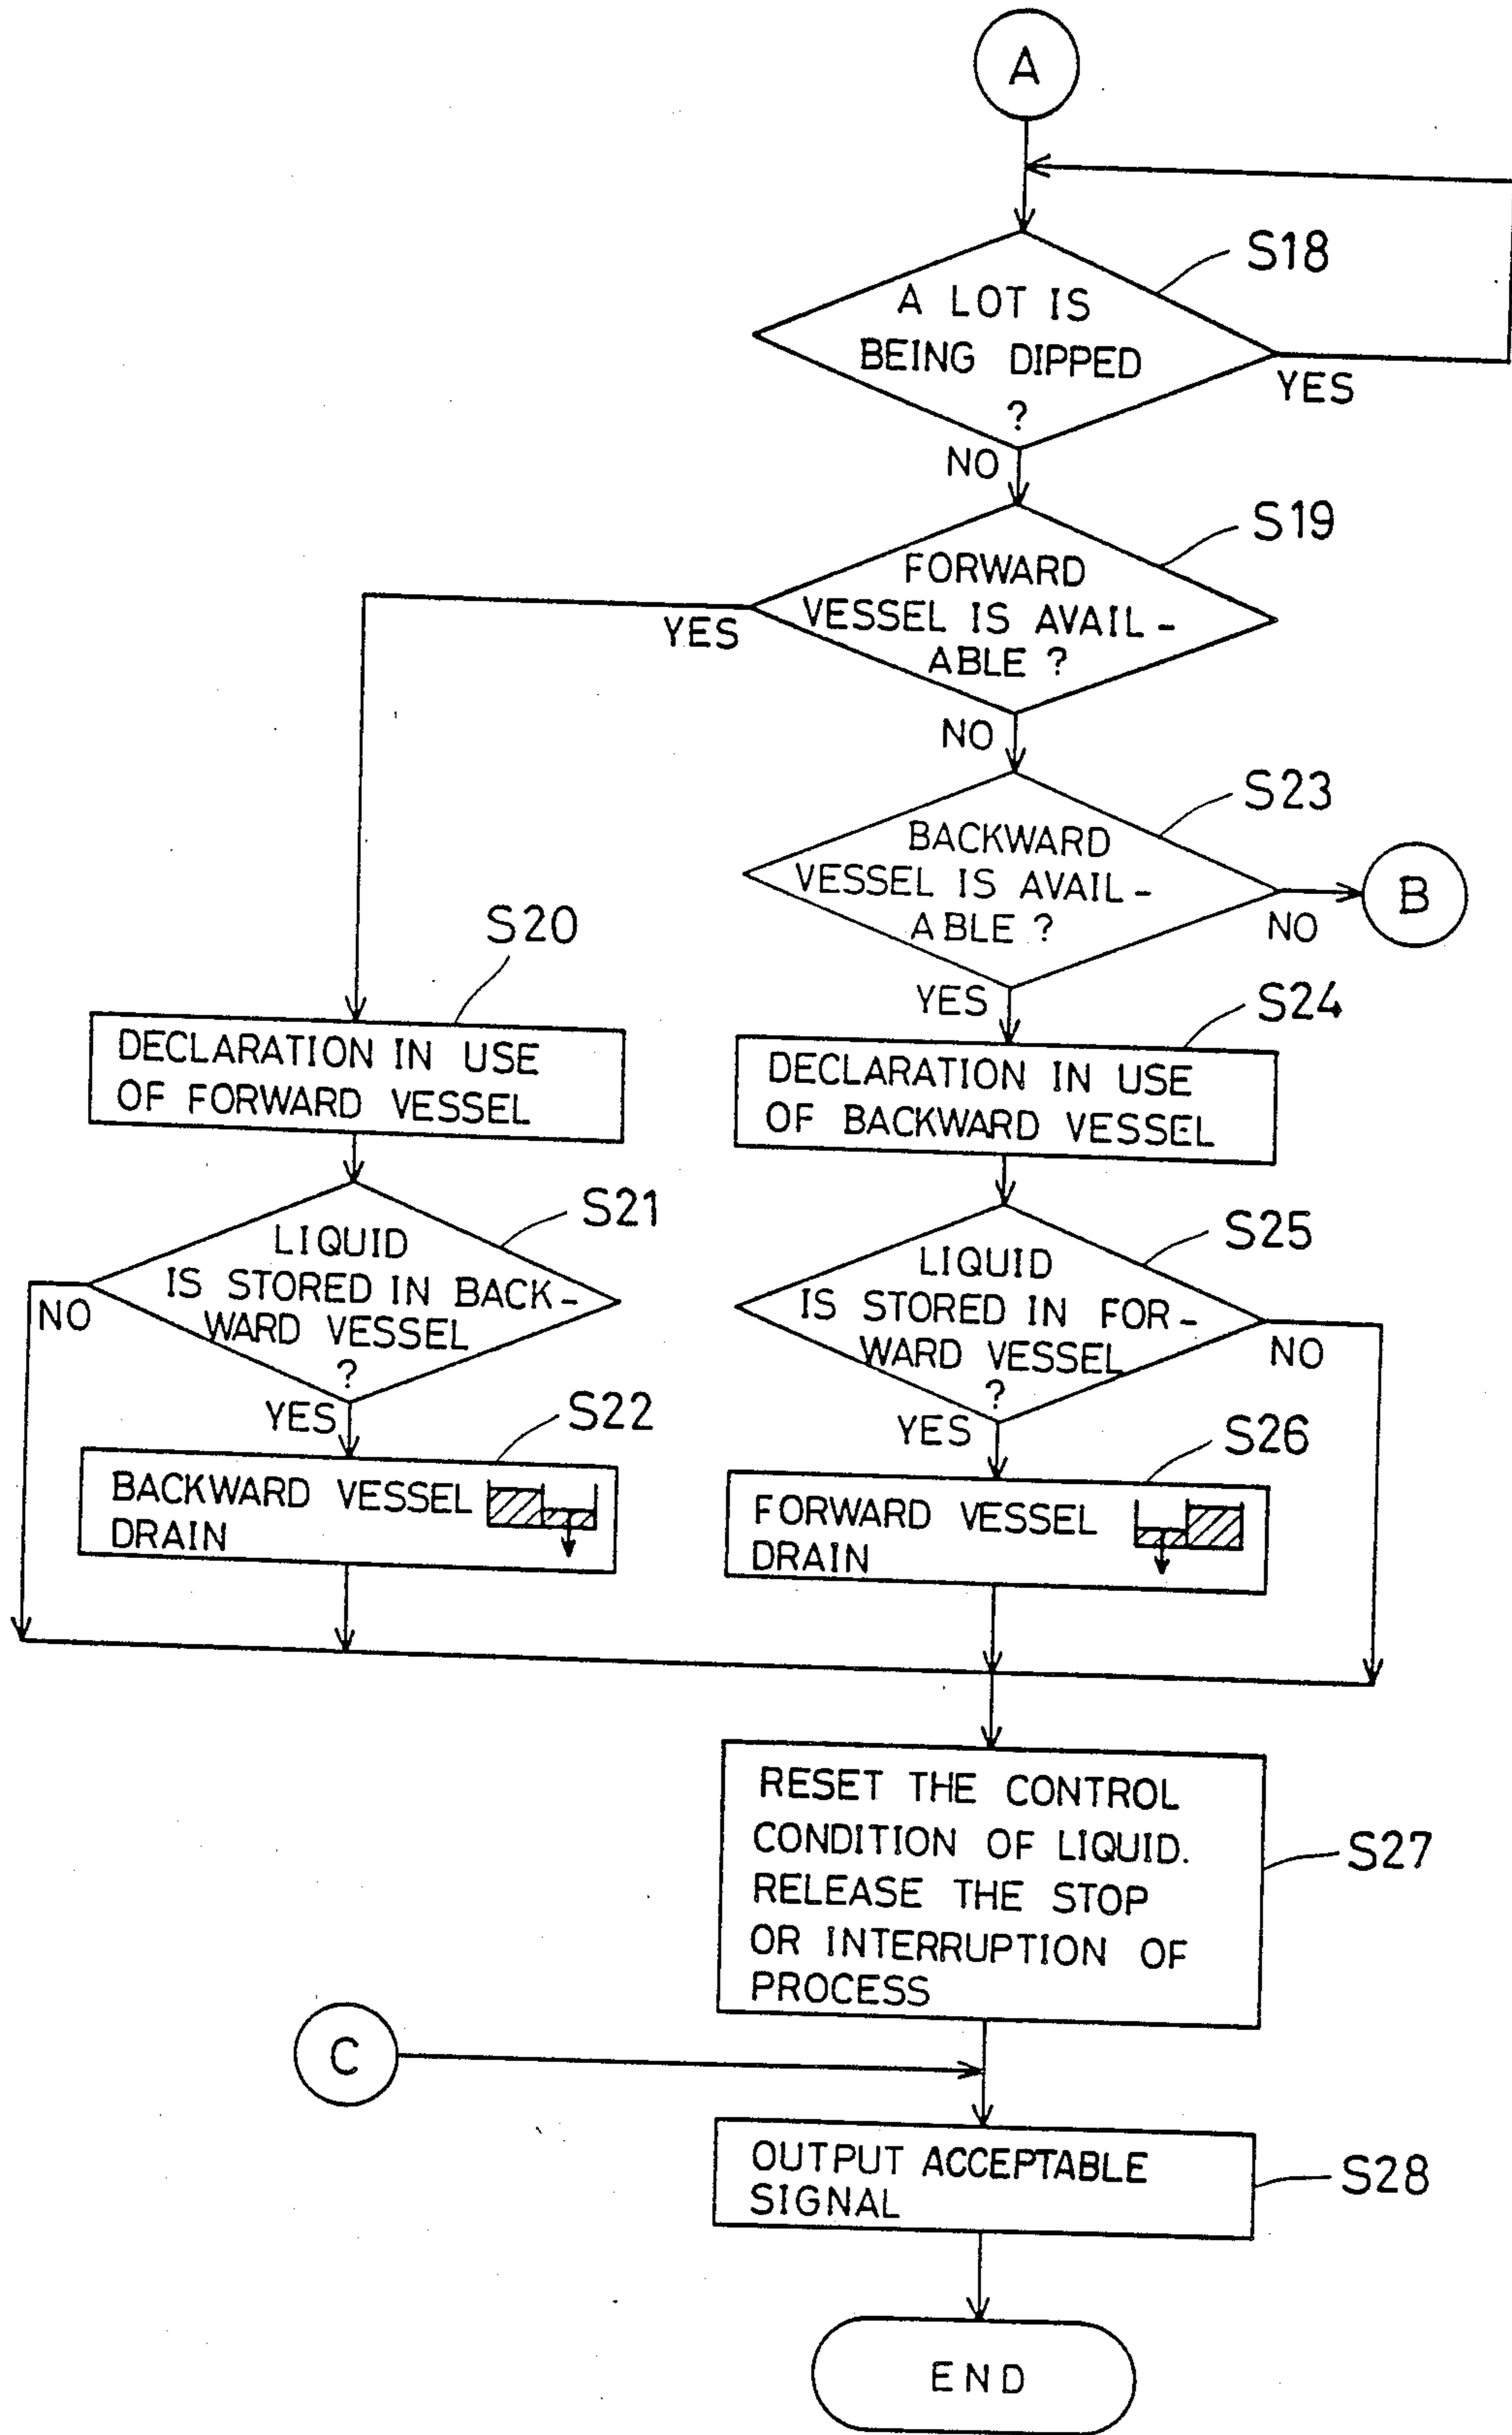 A
S18
A LOT IS
BEING DIPPED
?
YES
NO
S19
FORWARD
VESSEL IS AVAIL-
ABLE ?
YES
NO
S23
BACKWARD
VESSEL IS AVAIL-
ABLE ?
B
NO
YES
S20
DECLARATION IN USE
OF FORWARD VESSEL
S24
DECLARATION IN USE
OF BACKWARD VESSEL
S21
LIQUID
IS STORED IN BACK-
WARD VESSEL
?
NO
YES
S25
LIQUID
IS STORED IN FOR-
WARD VESSEL
?
NO
YES
S22
BACKWARD VESSEL
DRAIN
S26
FORWARD VESSEL
DRAIN
RESET THE CONTROL
CONDITION OF LIQUID.
RELEASE THE STOP
OR INTERRUPTION OF
PROCESS
S27
C
OUTPUT ACCEPTABLE
SIGNAL
S28
END